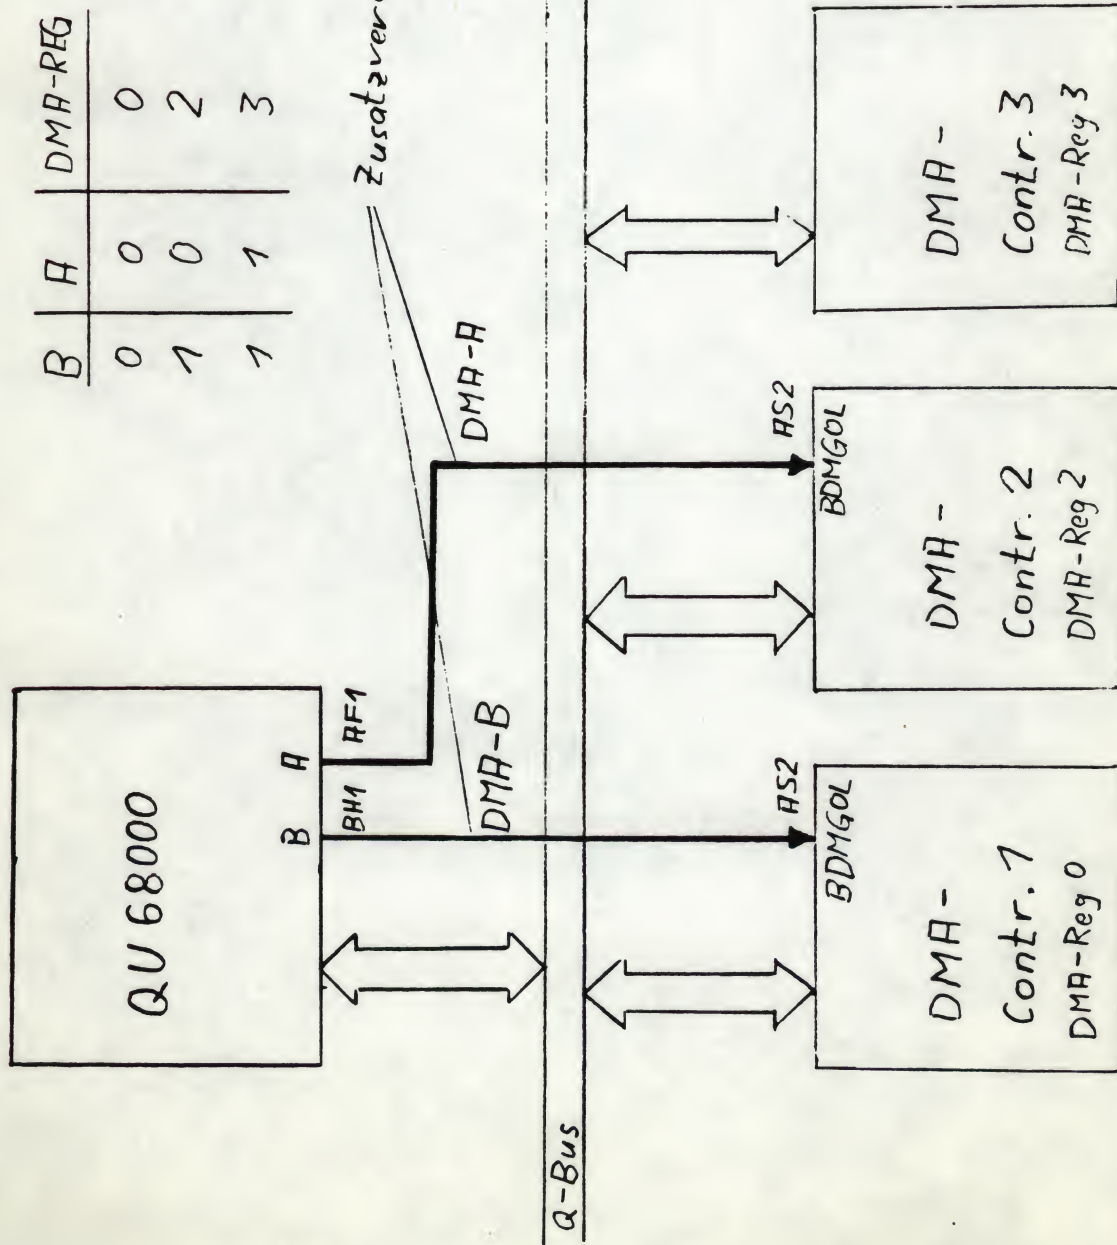 B A DMA-REG
0 0 0
1 0 2
1 1 3
QU 68000
B A
BH1 AF1
DMA-B
DMA-A
Q-Bus
AS2
BDMGOL
DMA-
Contr. 1
DMA-Reg 0
AS2
BDMGOL
DMA-
Contr. 2
DMA-Reg 2
DMA-
Contr. 3
DMA-Reg 3